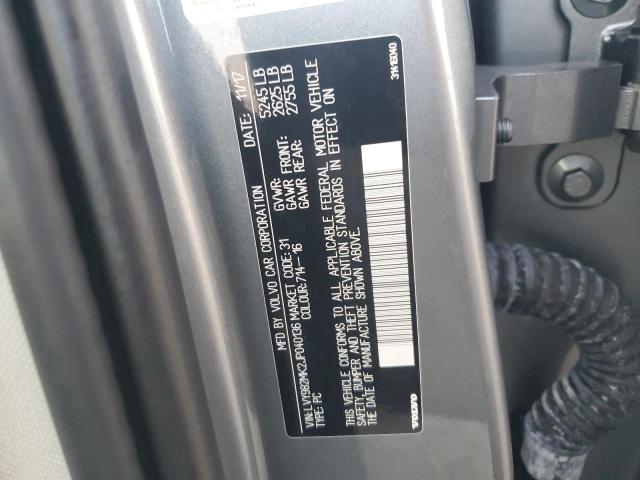 MFD BY VOLVO CAR CORPORATION DATE: 11/17
GVWR: 5245 LB
GAWR FRONT: 2625 LB
GAWR REAR: 2755 LB
VIN:LVY982MK2JP040136 MARKET CODE:31
TYPE:PC COLOUR:714-16
THIS VEHICLE CONFORMS TO ALL APPLICABLE FEDERAL MOTOR VEHICLE
SAFETY, BUMPER AND THEFT PREVENTION STANDARDS IN EFFECT ON
THE DATE OF MANUFACTURE SHOWN ABOVE.
VOLVO 31416040